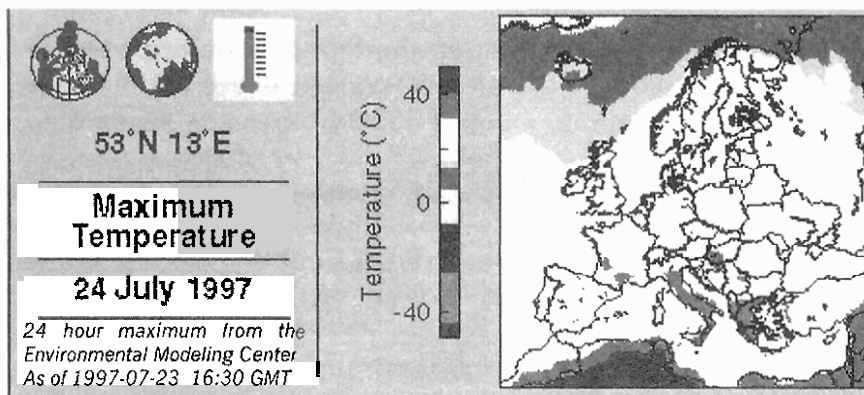 53°N 13°E
Maximum
Temperature
24 July 1997
24 hour maximum from the
Environmental Modeling Center
As of 1997-07-23 16:30 GMT
Temperature (°C)
40
0
-40